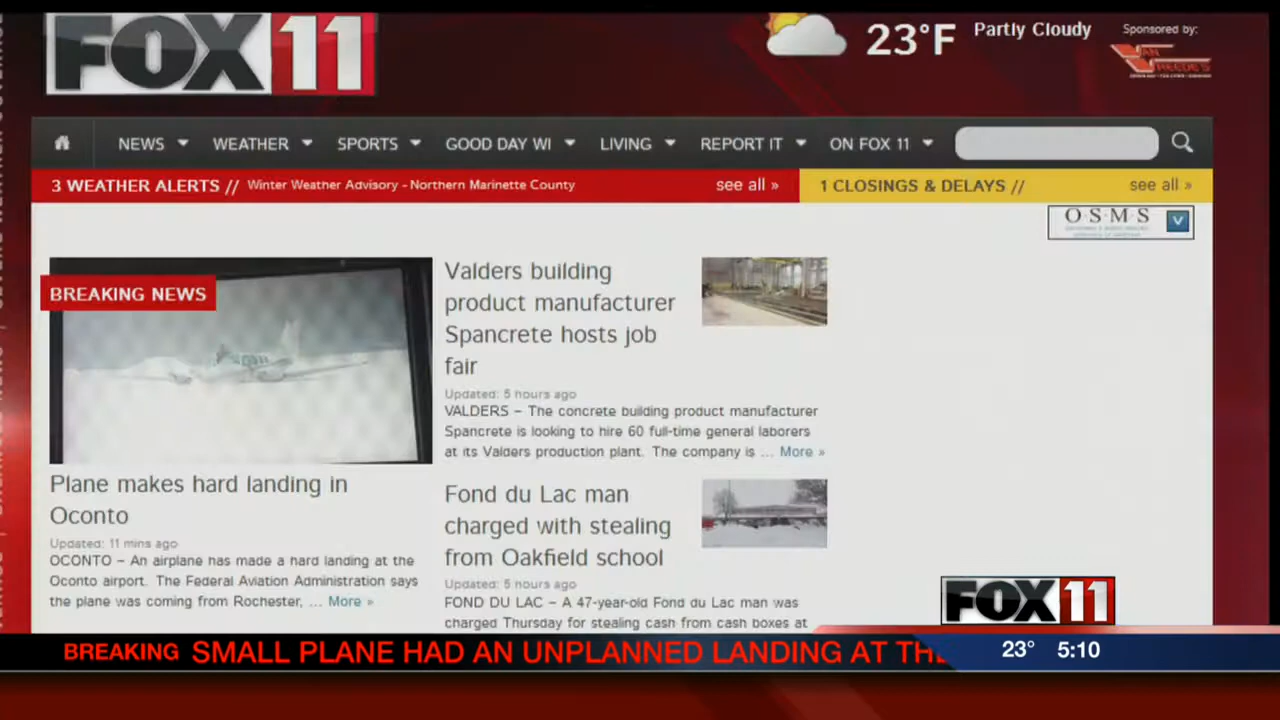 FOX 11
23°F
Partly Cloudy
Sponsored by:
NEWS
WEATHER
SPORTS
GOOD DAY WI
LIVING
REPORT IT
ON FOX 11
3 WEATHER ALERTS // Winter Weather Advisory - Northern Marinette County
see all »
1 CLOSINGS & DELAYS //
see all »
O·S·M·S
BREAKING NEWS
Plane makes hard landing in
Oconto
Updated: 11 mins ago
OCONTO – An airplane has made a hard landing at the
Oconto airport. The Federal Aviation Administration says
the plane was coming from Rochester, ... More »
Valders building
product manufacturer
Spancrete hosts job
fair
Updated: 5 hours ago
VALDERS – The concrete building product manufacturer
Spancrete is looking to hire 60 full-time general laborers
at its Valders production plant. The company is ... More »
Fond du Lac man
charged with stealing
from Oakfield school
Updated: 5 hours ago
FOND DU LAC – A 47-year-old Fond du Lac man was
charged Thursday for stealing cash from cash boxes at
FOX 11
BREAKING SMALL PLANE HAD AN UNPLANNED LANDING AT THE
23° 5:10